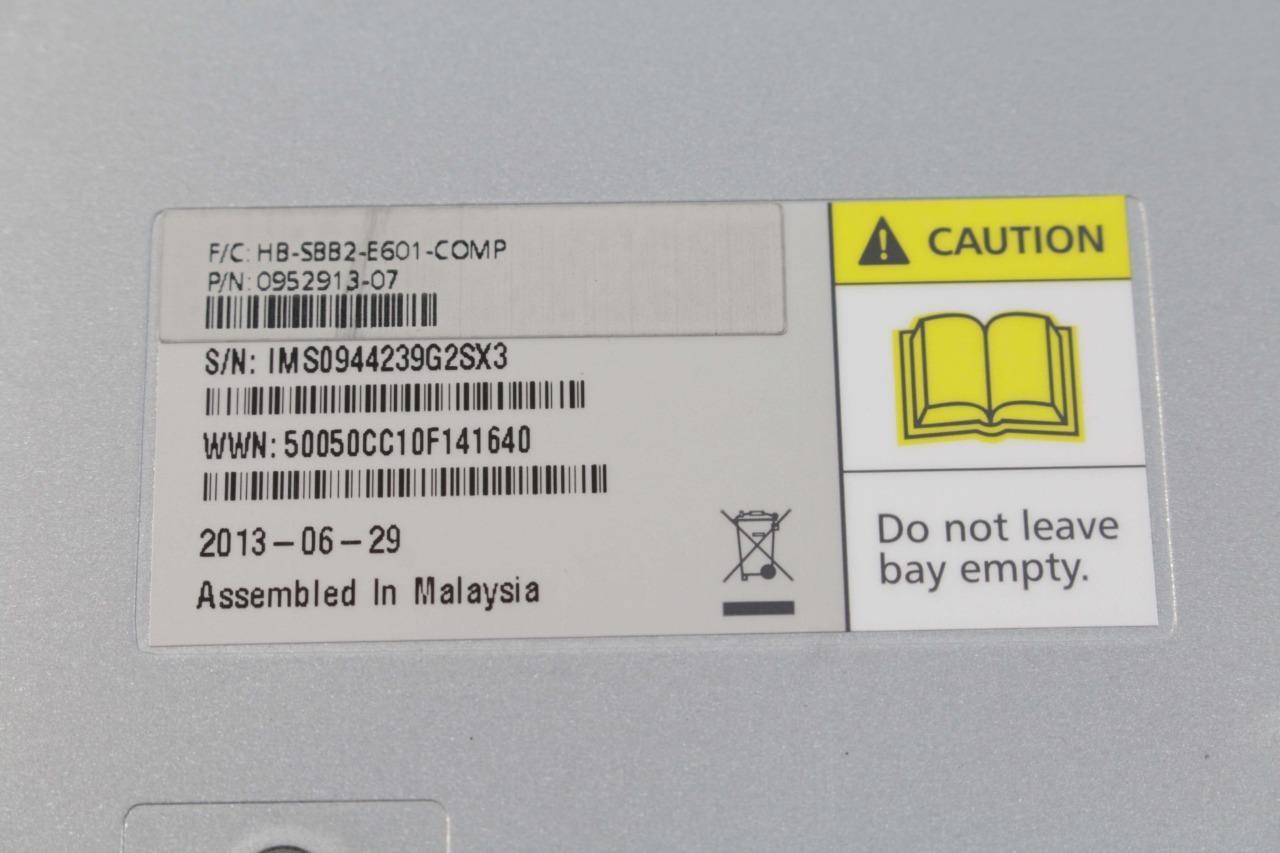 F/C: HB-SBB2-E601-COMP
P/N: 0952913-07
S/N: IMS0944239G2SX3
WWN: 50050CC10F141640
2013-06-29
Assembled In Malaysia
CAUTION
Do not leave
bay empty.